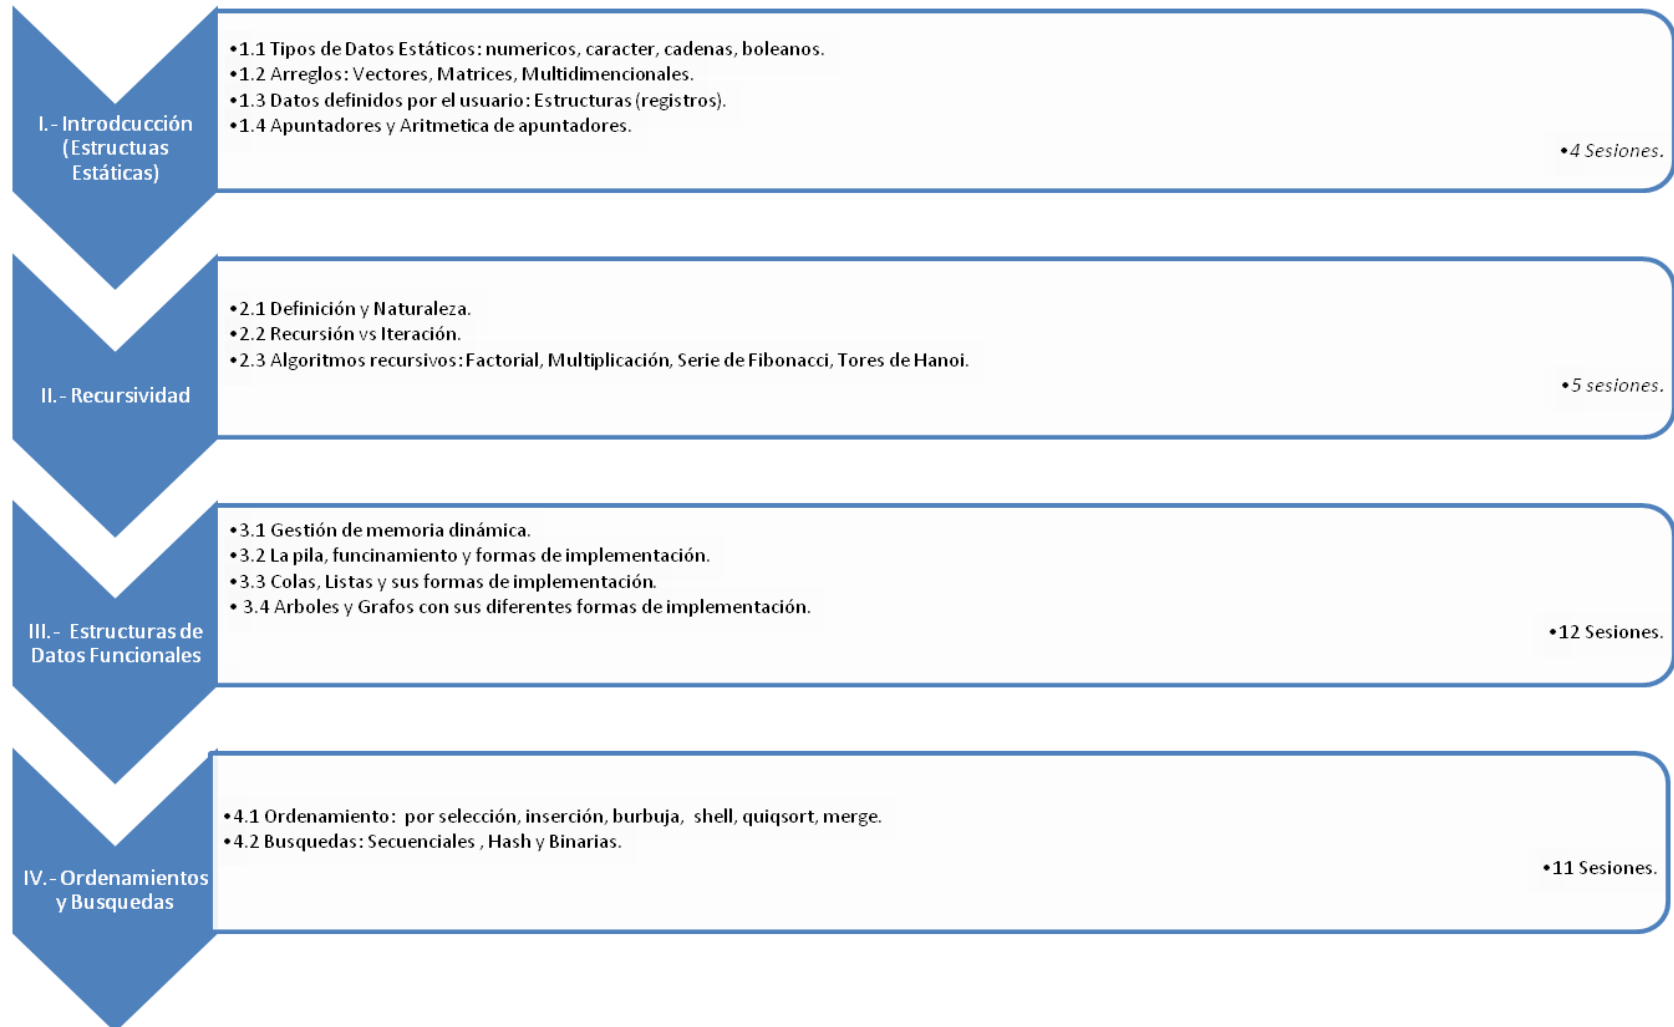 I.- Introdcucción
(Estructuas
Estáticas)
•1.1 Tipos de Datos Estáticos: numericos, caracter, cadenas, boleanos.
•1.2 Arreglos: Vectores, Matrices, Multidimencionales.
•1.3 Datos definidos por el usuario: Estructuras (registros).
•1.4 Apuntadores y Aritmetica de apuntadores.
•4 Sesiones.
II.- Recursividad
•2.1 Definición y Naturaleza.
•2.2 Recursión vs Iteración.
•2.3 Algoritmos recursivos: Factorial, Multiplicación, Serie de Fibonacci, Tores de Hanoi.
•5 sesiones.
III.- Estructuras de
Datos Funcionales
•3.1 Gestión de memoria dinámica.
•3.2 La pila, funcinamiento y formas de implementación.
•3.3 Colas, Listas y sus formas de implementación.
• 3.4 Arboles y Grafos con sus diferentes formas de implementación.
•12 Sesiones.
IV.- Ordenamientos
y Busquedas
•4.1 Ordenamiento: por selección, inserción, burbuja, shell, quiqsort, merge.
•4.2 Busquedas: Secuenciales , Hash y Binarias.
•11 Sesiones.